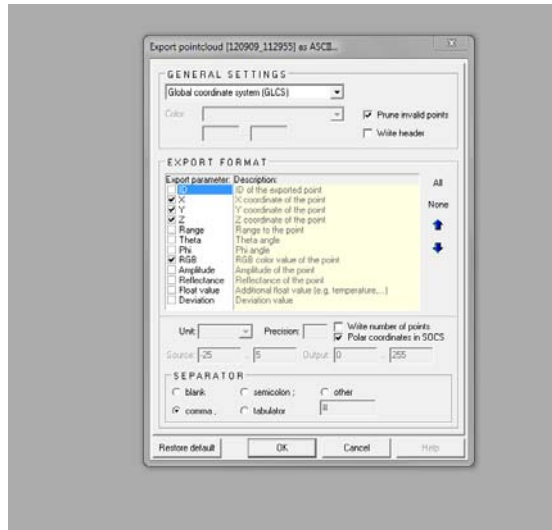 Export pointcloud [120909_112955] as ASCII...
GENERAL SETTINGS
Global coordinate system (GLCS)
Color:
Prune invalid points
Write header
EXPORT FORMAT
Export parameter: Description:
ID ID of the exported point
X X coordinate of the point
Y Y coordinate of the point
Z Z coordinate of the point
Range Range to the point
Theta Theta angle
Phi Phi angle
RGB RGB color value of the point
Amplitude Amplitude of the point
Reflectance Reflectance of the point
Float value Additional float value (e.g. temperature,...)
Deviation Deviation value
All
None
Unit: Precision: Write number of points
Polar coordinates in SOCS
Source: -25 .. 5 Output: 0 .. 255
SEPARATOR
blank semicolon ; other
comma , tabulator
Restore default OK Cancel Help